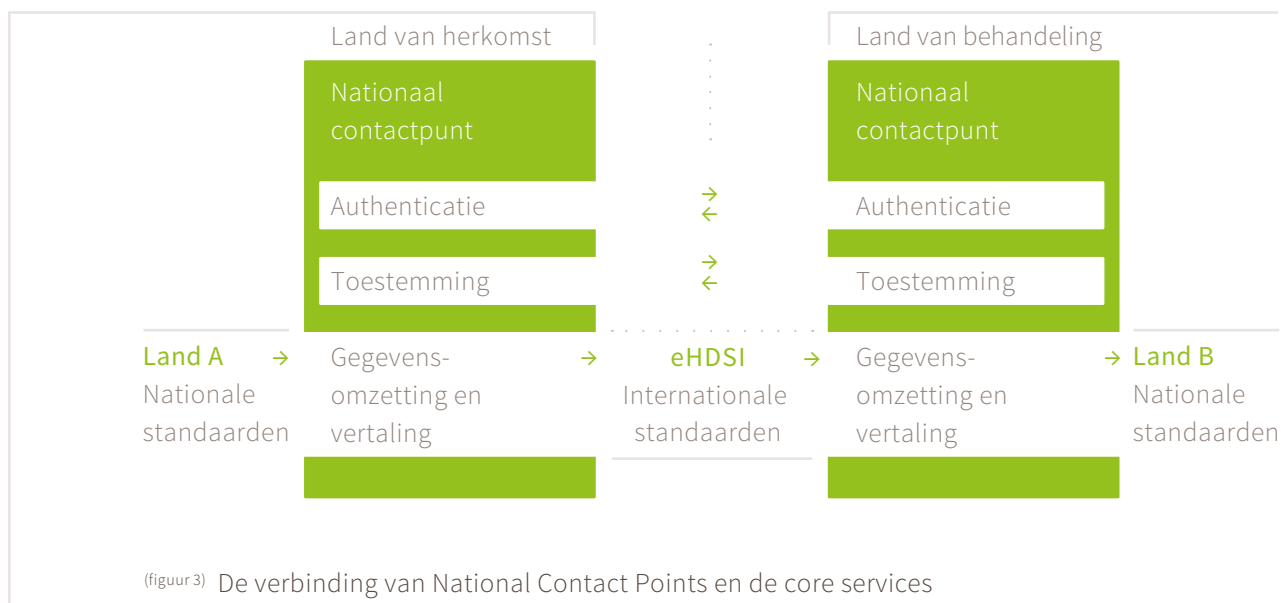 Land van herkomst
Nationaal
contactpunt
Authenticatie
Toestemming
Land van behandeling
Nationaal
contactpunt
Authenticatie
Toestemming
Land A →
Nationale
standaarden
Gegevens-
omzetting en
vertaling
→ eHDSI →
Internationale
standaarden
Gegevens-
omzetting en
vertaling
→ Land B
Nationale
standaarden
(figuur 3) De verbinding van National Contact Points en de core services